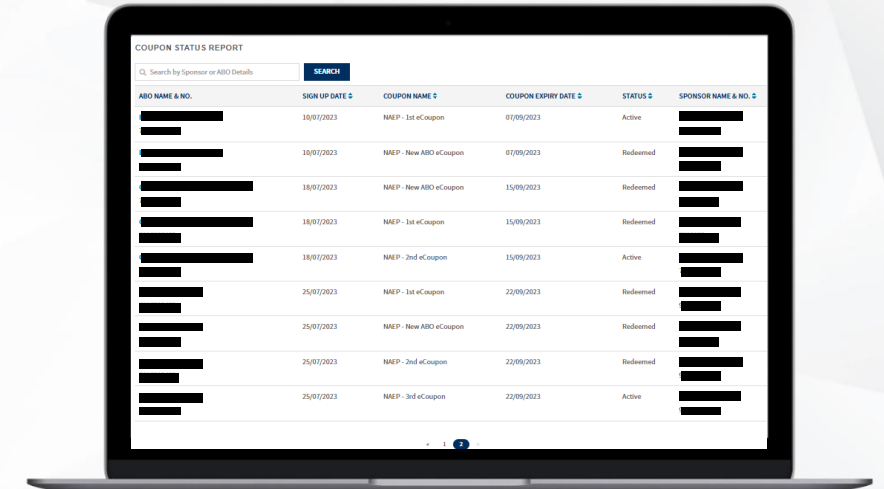 COUPON STATUS REPORT
Search by Sponsor or ABO Details SEARCH
ABO NAME & NO. SIGN UP DATE COUPON NAME COUPON EXPIRY DATE STATUS SPONSOR NAME & NO.
10/07/2023 NAEP - 1st eCoupon 07/09/2023 Active
10/07/2023 NAEP - New ABO eCoupon 07/09/2023 Redeemed
18/07/2023 NAEP - New ABO eCoupon 15/09/2023 Redeemed
18/07/2023 NAEP - 1st eCoupon 15/09/2023 Redeemed
18/07/2023 NAEP - 2nd eCoupon 15/09/2023 Active
25/07/2023 NAEP - 1st eCoupon 22/09/2023 Redeemed
25/07/2023 NAEP - New ABO eCoupon 22/09/2023 Redeemed
25/07/2023 NAEP - 2nd eCoupon 22/09/2023 Redeemed
25/07/2023 NAEP - 3rd eCoupon 22/09/2023 Active
« 1 2 »